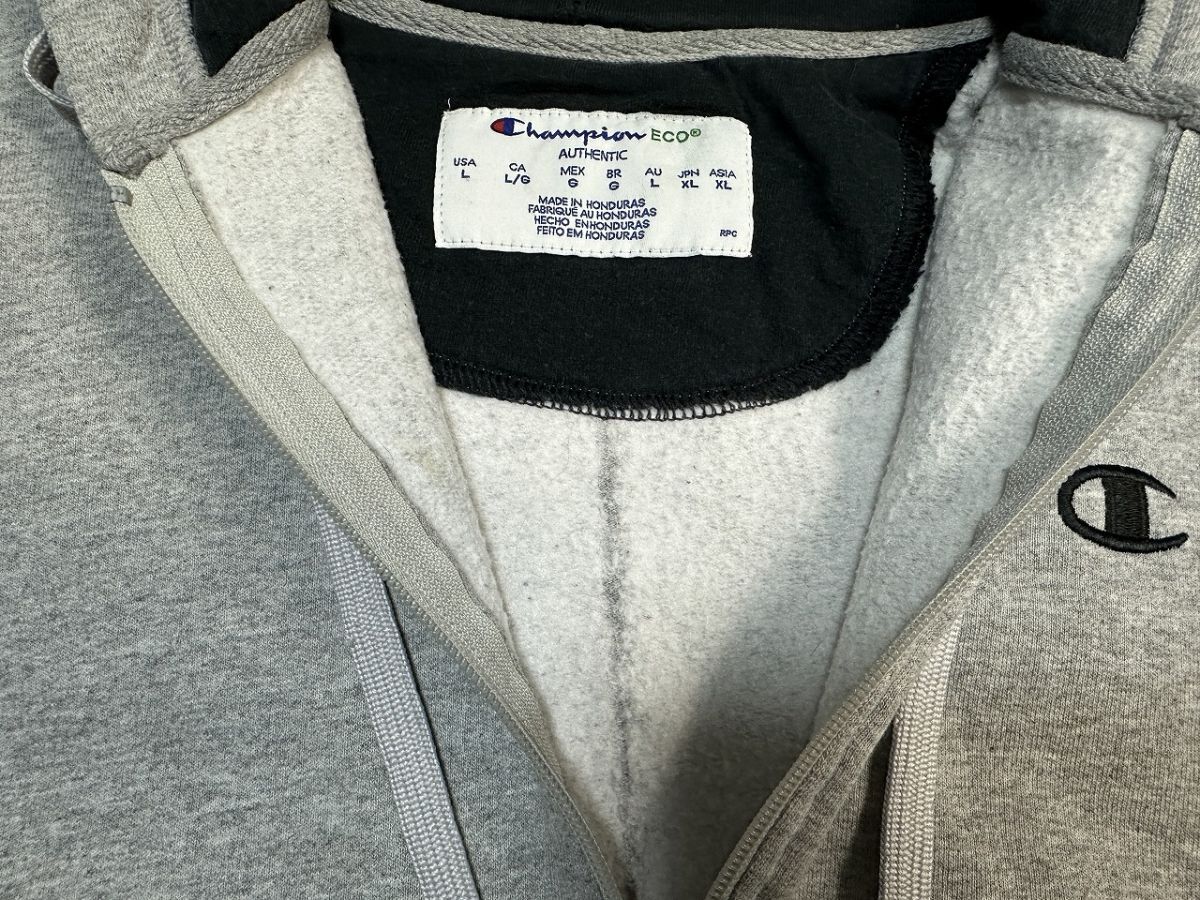 Champion ECO®
AUTHENTIC
USA CA MEX BR AU JPN ASIA
L L/G G G L XL XL
MADE IN HONDURAS
FABRIQUÉ AU HONDURAS
HECHO EN HONDURAS
FEITO EM HONDURAS
RPC